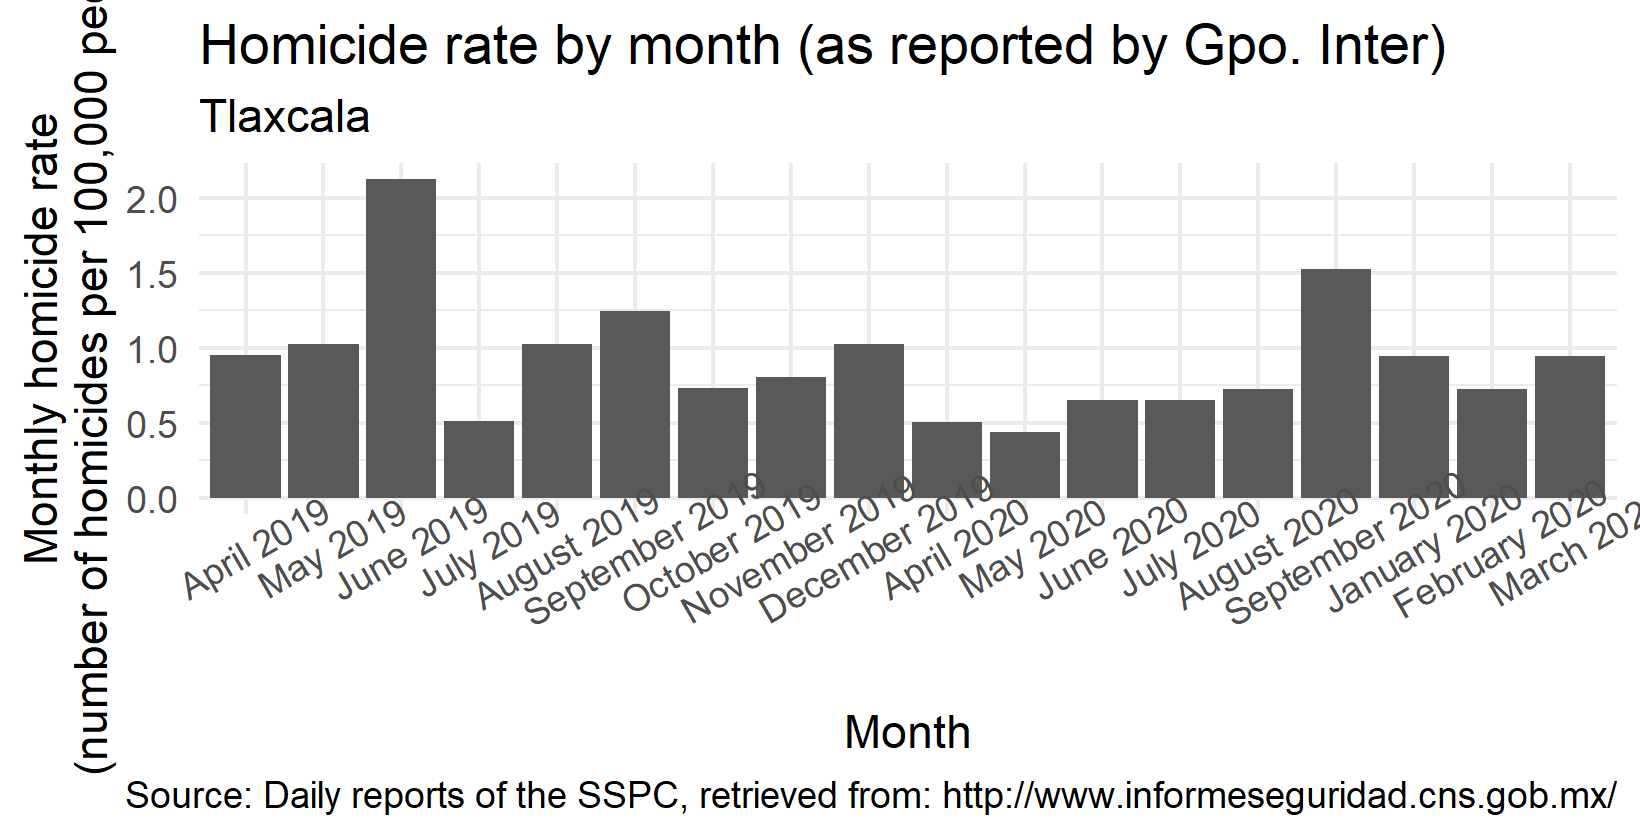 Homicide rate by month (as reported by Gpo. Inter)
Tlaxcala
Monthly homicide rate
(number of homicides per 100,000
2.0
1.5
1.0
0.5
0.0
April 2019
May 2019
June 2019
July 2019
August 2019
September 2019
October 2019
November 2019
December 2019
April 2020
May 2020
June 2020
July 2020
August 2020
September 2020
January 2020
February 2020
March 202
Month
Source: Daily reports of the SSPC, retrieved from: http://www.informeseguridad.cns.gob.mx/